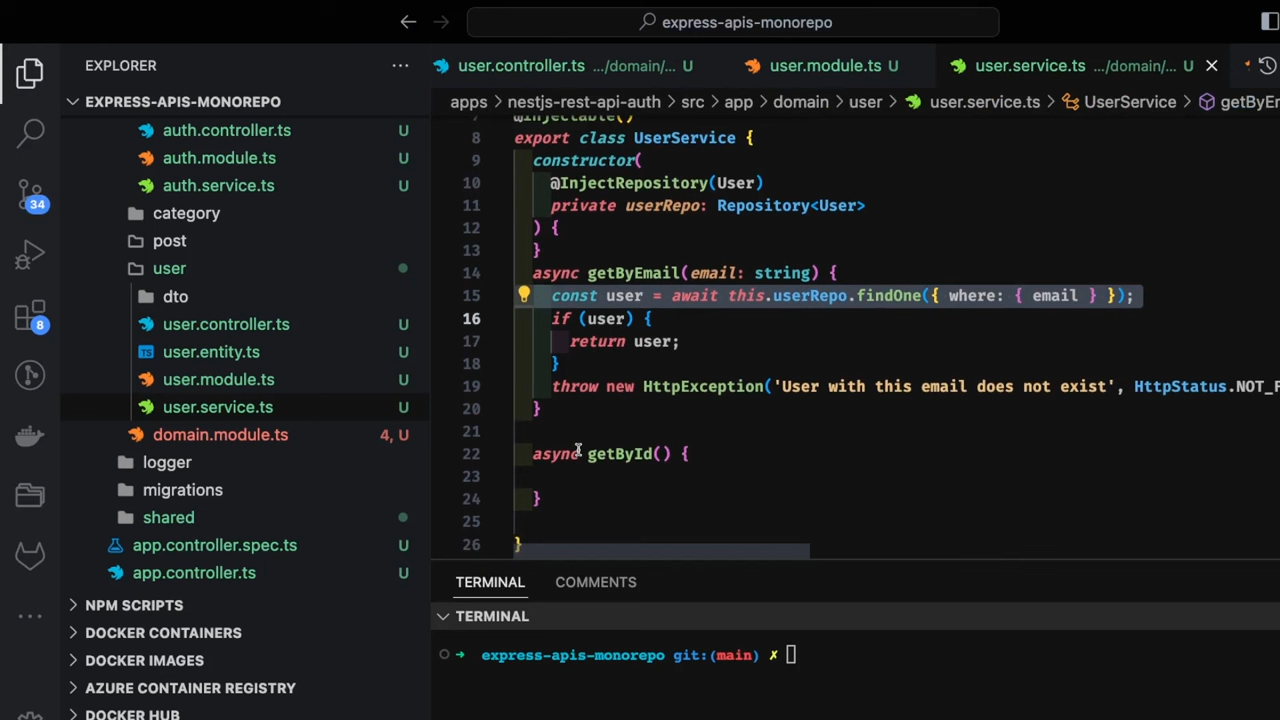 express-apis-monorepo
EXPLORER
EXPRESS-APIS-MONOREPO
auth.controller.ts U
auth.module.ts U
auth.service.ts U
category
post
user
dto
user.controller.ts U
user.entity.ts U
user.module.ts U
user.service.ts U
domain.module.ts 4, U
logger
migrations
shared
app.controller.spec.ts U
app.controller.ts U
NPM SCRIPTS
DOCKER CONTAINERS
DOCKER IMAGES
AZURE CONTAINER REGISTRY
DOCKER HUB
34
8
user.controller.ts .../domain/... U
user.module.ts U
user.service.ts .../domain/... U
apps > nestjs-rest-api-auth > src > app > domain > user > user.service.ts > UserService > getByEr
@Injectable()
8 export class UserService {
9 constructor(
10 @InjectRepository(User)
11 private userRepo: Repository<User>
12 ) {
13 }
14 async getByEmail(email: string) {
15 const user = await this.userRepo.findOne({ where: { email } });
16 if (user) {
17 return user;
18 }
19 throw new HttpException('User with this email does not exist', HttpStatus.NOT_F
20 }
21
22 async getById() {
23
24 }
25
26 }
TERMINAL COMMENTS
TERMINAL
express-apis-monorepo git:(main) ✗